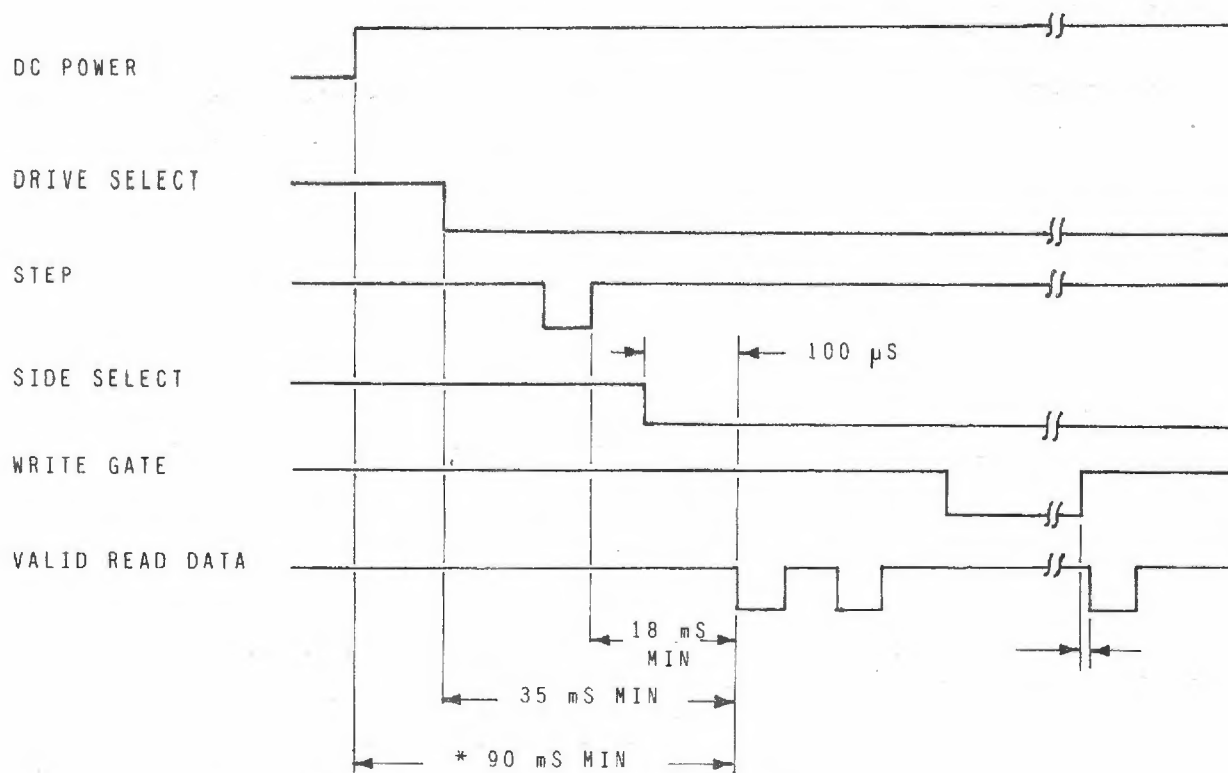 DC POWER
DRIVE SELECT
STEP
100 µS
SIDE SELECT
WRITE GATE
VALID READ DATA
18 mS
MIN
35 mS MIN
* 90 mS MIN